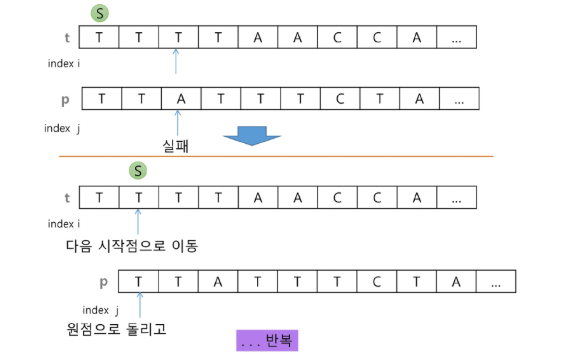 S
t T T T T A A C C A ...
index i
p T T A T T T C T A ...
index j
실패
S
t T T T T A A C C A ...
index i
다음 시작점으로 이동
p T T A T T T C T A ...
index j
원점으로 돌리고
. . . 반복